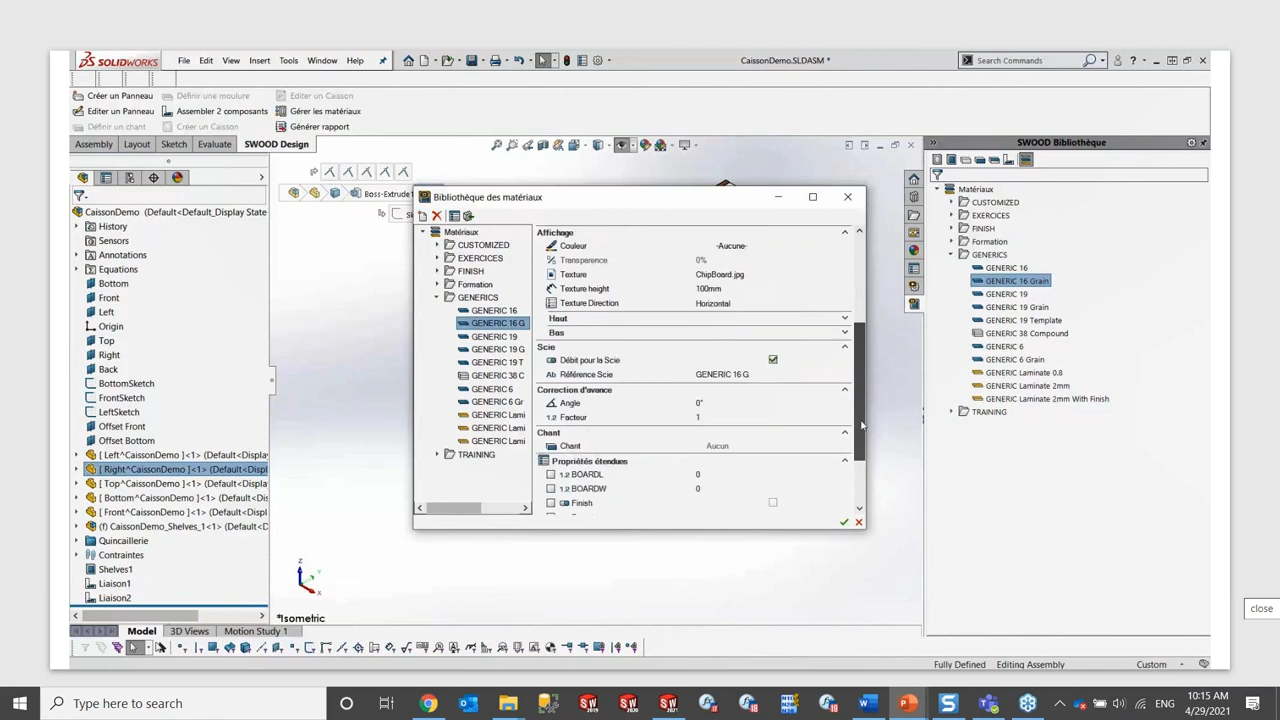 SOLIDWORKS
File
Edit
View
Insert
Tools
Window
Help
CaissonDemo.SLDASM *
Search Commands
Créer un Panneau
Définir une moulure
Editer un Caisson
Editer un Panneau
Assembler 2 composants
Gérer les matériaux
Définir un chant
Creer un Caisson
Générer rapport
Assembly
Layout
Sketch
Evaluate
SWOOD Design
CaissonDemo (Default<Default_Display State
History
Sensors
Annotations
Equations
Bottom
Front
Left
Origin
Top
Right
Back
BottomSketch
FrontSketch
LeftSketch
Offset Front
Offset Bottom
[ Left^CaissonDemo ]<1> (Default<Display
[ Right^CaissonDemo ]<1> (Default<Displ
[ Top^CaissonDemo ]<1> (Default<Display
[ Bottom^CaissonDemo ]<1> (Default<Dis
[ Front^CaissonDemo ]<1> (Default<Displ
(f) CaissonDemo_Shelves_1<1> (Default<D
Quincaillerie
Contraintes
Shelves1
Liaison1
Liaison2
Boss-Extrude1
Bibliothèque des matériaux
Matériaux
CUSTOMIZED
EXERCICES
FINISH
Formation
GENERICS
GENERIC 16
GENERIC 16 G
GENERIC 19
GENERIC 19 G
GENERIC 19 T
GENERIC 38 C
GENERIC 6
GENERIC 6 Gr
GENERIC Lami
GENERIC Lami
GENERIC Lami
TRAINING
Affichage
Couleur -Aucune-
Transparence 0%
Texture ChipBoard.jpg
Texture height 100mm
Texture Direction Horizontal
Haut
Bas
Scie
Débit pour la Scie
Ab Référence Scie GENERIC 16 G
Correction d'avance
Angle 0°
1.2 Facteur 1
Chant
Chant Aucun
Propriétés étendues
1.2 BOARDL 0
1.2 BOARDW 0
Finish
SWOOD Bibliothèque
Matériaux
CUSTOMIZED
EXERCICES
FINISH
Formation
GENERICS
GENERIC 16
GENERIC 16 Grain
GENERIC 19
GENERIC 19 Grain
GENERIC 19 Template
GENERIC 38 Compound
GENERIC 6
GENERIC 6 Grain
GENERIC Laminate 0.8
GENERIC Laminate 2mm
GENERIC Laminate 2mm With Finish
TRAINING
Z
Y
X
*Isometric
Model
3D Views
Motion Study 1
Fully Defined
Editing Assembly
Custom
close
Type here to search
ENG
10:15 AM
4/29/2021